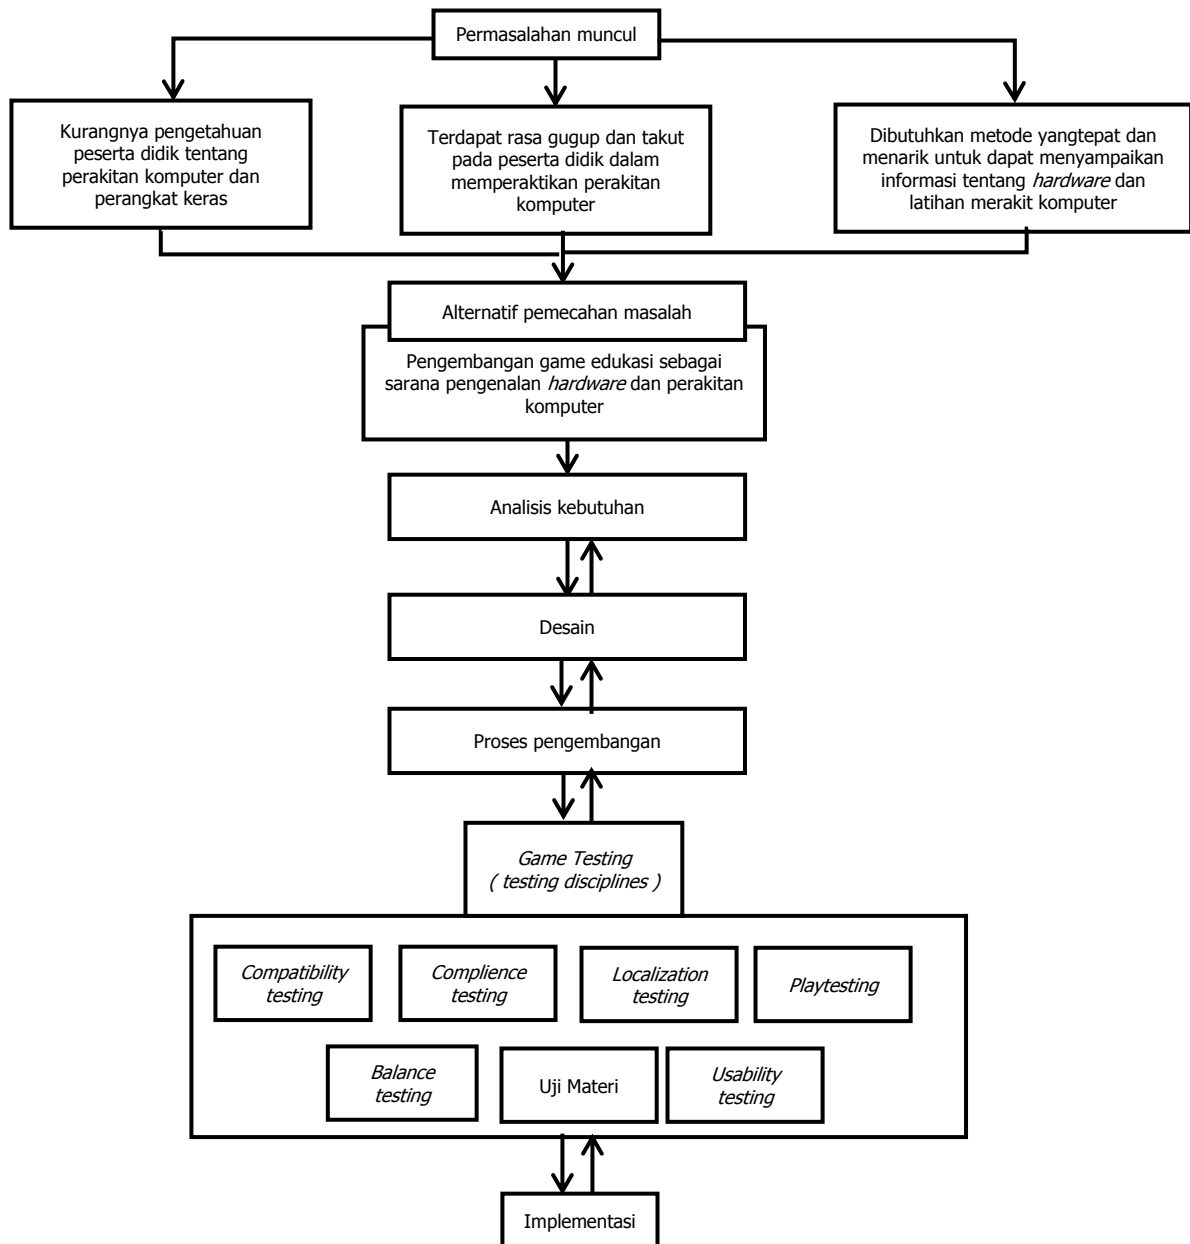 Permasalahan muncul
Kurangnya pengetahuan
peserta didik tentang
perakitan komputer dan
perangkat keras
Terdapat rasa gugup dan takut
pada peserta didik dalam
memperaktikan perakitan
komputer
Dibutuhkan metode yangtepat dan
menarik untuk dapat menyampaikan
informasi tentang hardware dan
latihan merakit komputer
Alternatif pemecahan masalah
Pengembangan game edukasi sebagai
sarana pengenalan hardware dan perakitan
komputer
Analisis kebutuhan
Desain
Proses pengembangan
Game Testing
( testing disciplines )
Compatibility
testing
Complience
testing
Localization
testing
Playtesting
Balance
testing
Uji Materi
Usability
testing
Implementasi